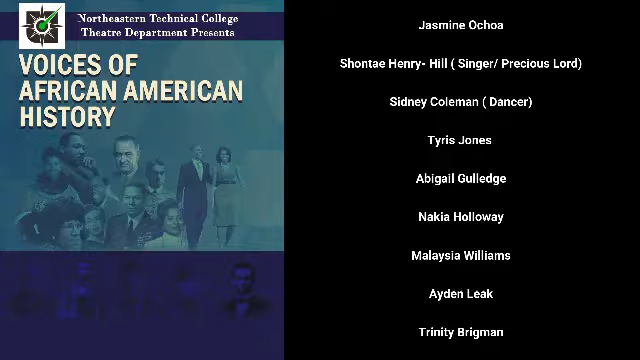 Northeastern Technical College
Theatre Department Presents
VOICES OF
AFRICAN AMERICAN
HISTORY
Jasmine Ochoa
Shontae Henry- Hill ( Singer/ Precious Lord)
Sidney Coleman ( Dancer)
Tyris Jones
Abigail Gulledge
Nakia Holloway
Malaysia Williams
Ayden Leak
Trinity Brigman